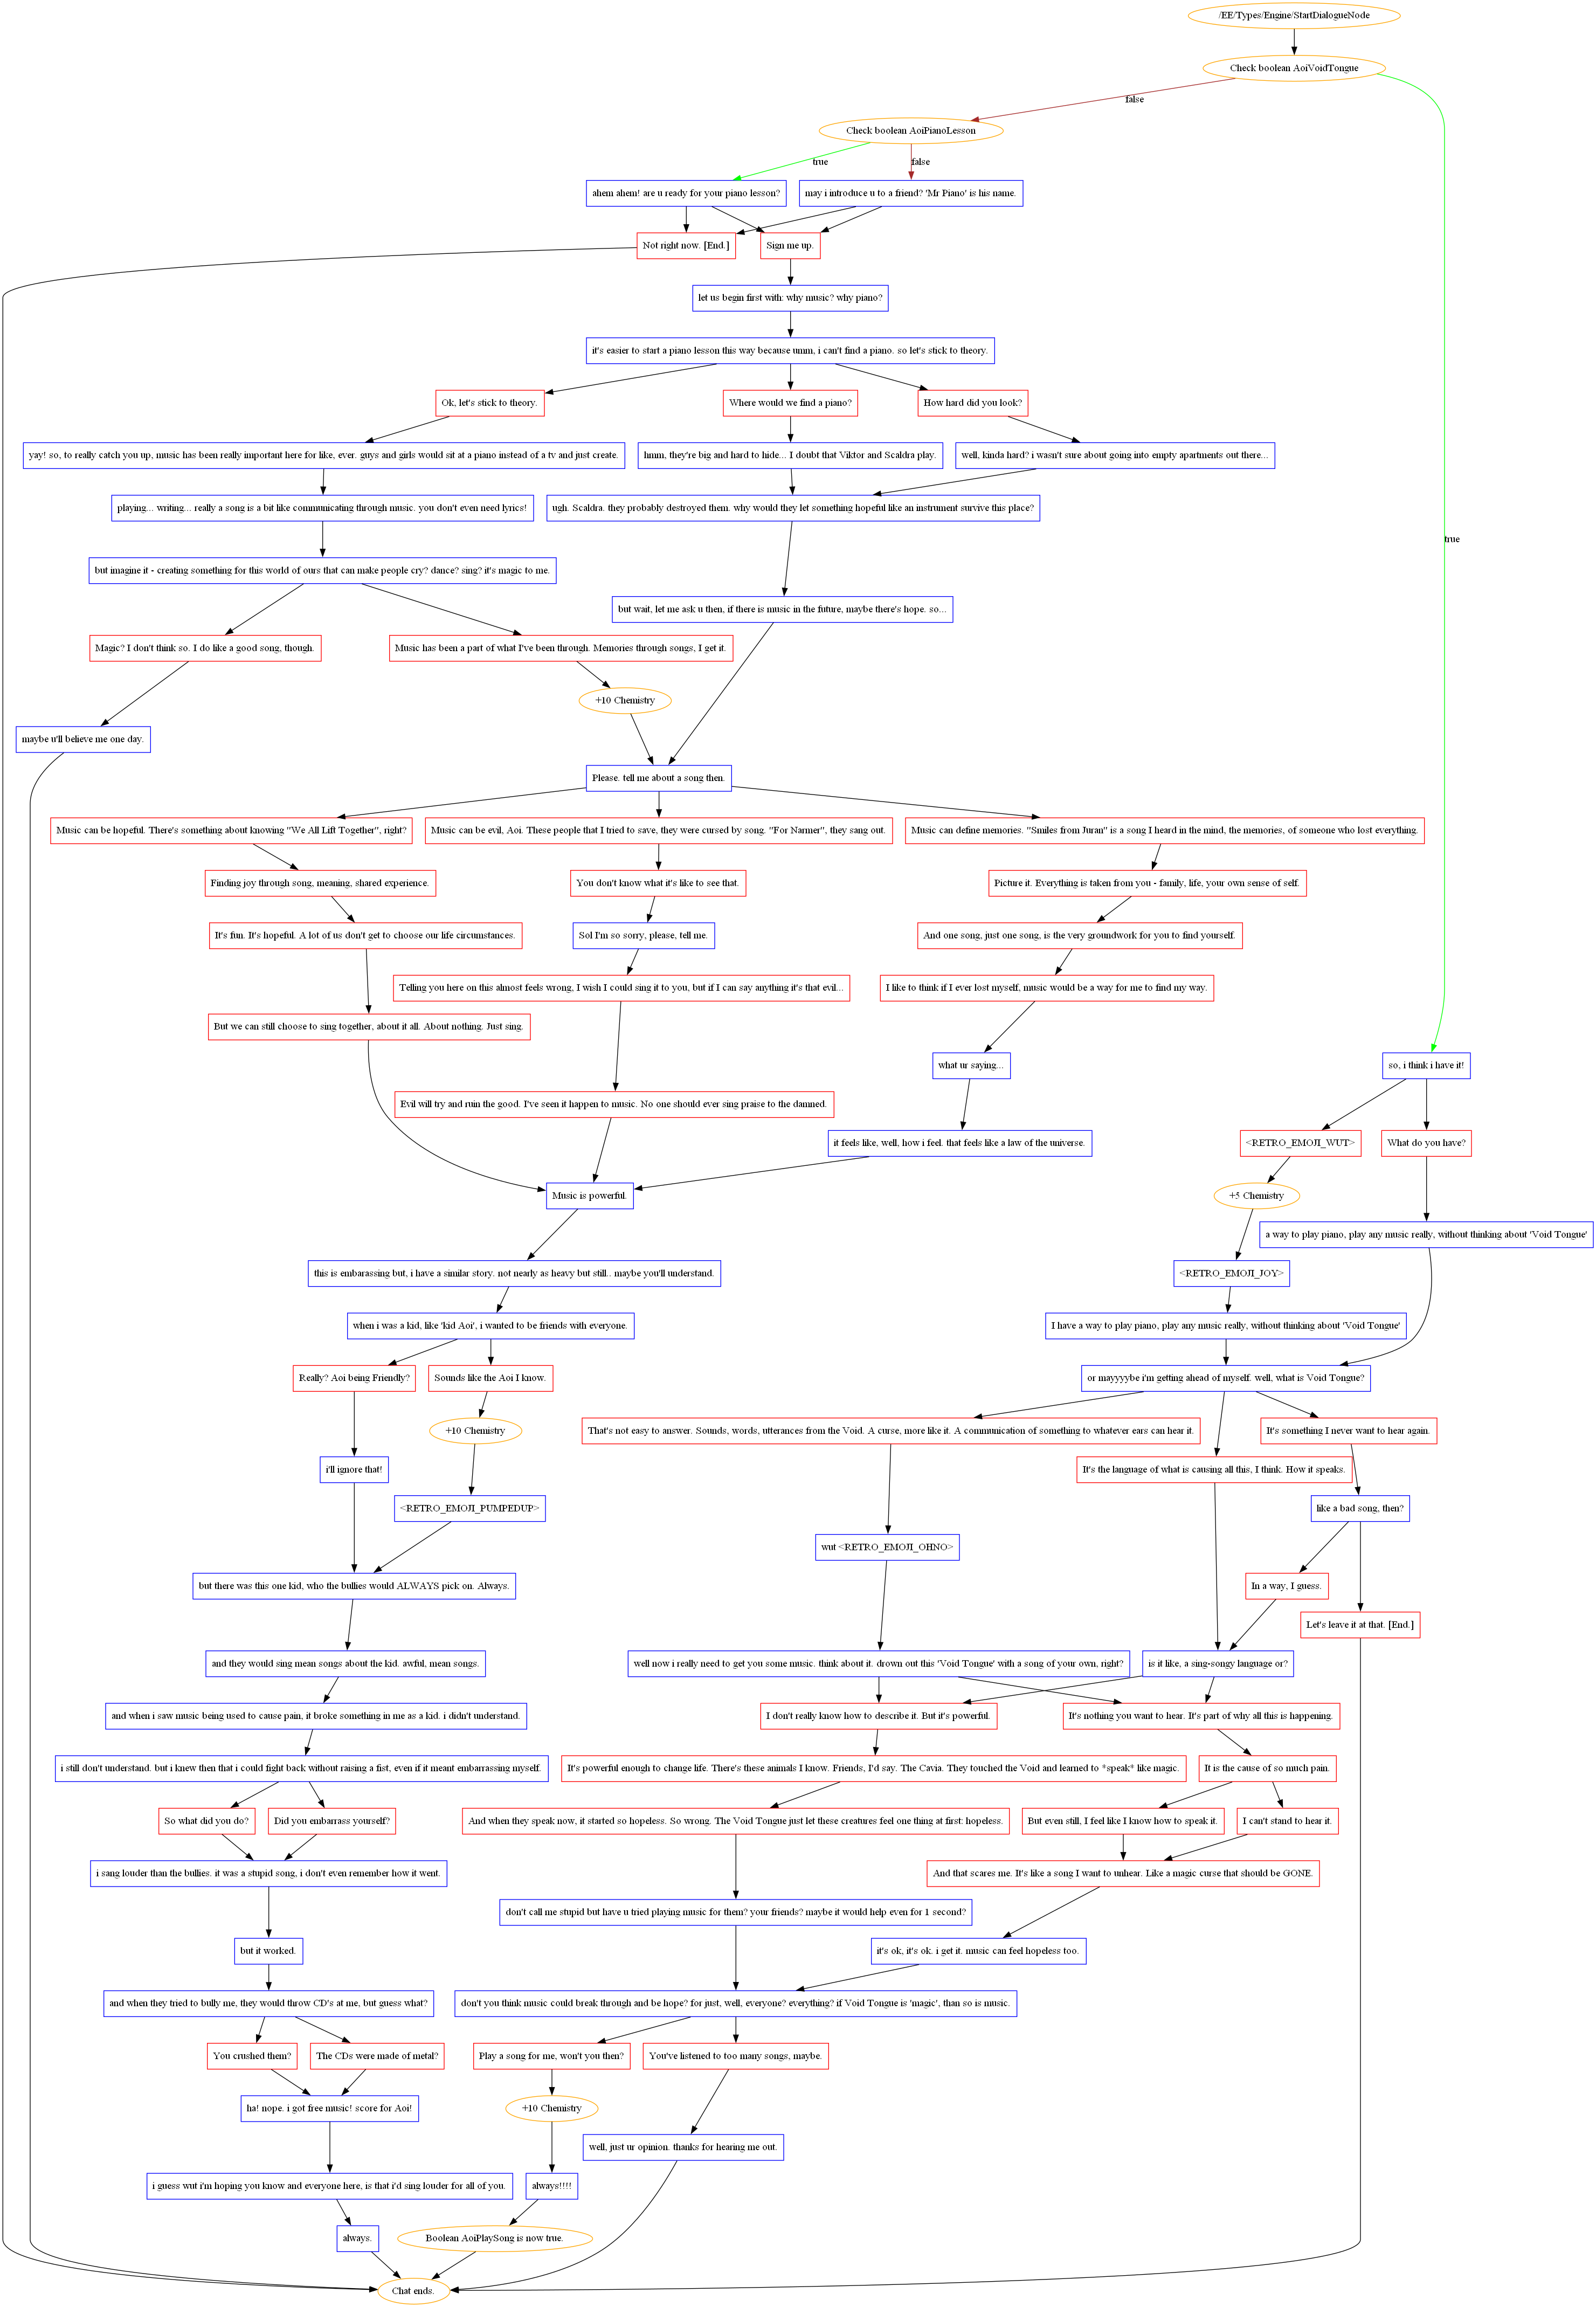 /EE/Types/Engine/StartDialogueNode
Check boolean AoiVoidTongue
false
Check boolean AoiPianoLesson
true
false
ahem ahem! are u ready for your piano lesson?
may i introduce u to a friend? 'Mr Piano' is his name.
Not right now. [End.]
Sign me up.
let us begin first with: why music? why piano?
it's easier to start a piano lesson this way because umm, i can't find a piano. so let's stick to theory.
Ok, let's stick to theory.
Where would we find a piano?
How hard did you look?
yay! so, to really catch you up, music has been really important here for like, ever. guys and girls would sit at a piano instead of a tv and just create.
hmm, they're big and hard to hide... I doubt that Viktor and Scaldra play.
well, kinda hard? i wasn't sure about going into empty apartments out there...
playing... writing... really a song is a bit like communicating through music. you don't even need lyrics!
ugh. Scaldra. they probably destroyed them. why would they let something hopeful like an instrument survive this place?
true
but imagine it - creating something for this world of ours that can make people cry? dance? sing? it's magic to me.
but wait, let me ask u then, if there is music in the future, maybe there's hope. so...
Magic? I don't think so. I do like a good song, though.
Music has been a part of what I've been through. Memories through songs, I get it.
+10 Chemistry
maybe u'll believe me one day.
Please. tell me about a song then.
Music can be hopeful. There's something about knowing "We All Lift Together", right?
Music can be evil, Aoi. These people that I tried to save, they were cursed by song. "For Narmer", they sang out.
Music can define memories. "Smiles from Juran" is a song I heard in the mind, the memories, of someone who lost everything.
Finding joy through song, meaning, shared experience.
You don't know what it's like to see that.
Picture it. Everything is taken from you - family, life, your own sense of self.
It's fun. It's hopeful. A lot of us don't get to choose our life circumstances.
Sol I'm so sorry, please, tell me.
And one song, just one song, is the very groundwork for you to find yourself.
Telling you here on this almost feels wrong, I wish I could sing it to you, but if I can say anything it's that evil...
I like to think if I ever lost myself, music would be a way for me to find my way.
But we can still choose to sing together, about it all. About nothing. Just sing.
what ur saying...
so, i think i have it!
Evil will try and ruin the good. I've seen it happen to music. No one should ever sing praise to the damned.
it feels like, well, how i feel. that feels like a law of the universe.
<RETRO_EMOJI_WUT>
What do you have?
Music is powerful.
+5 Chemistry
a way to play piano, play any music really, without thinking about 'Void Tongue'
this is embarassing but, i have a similar story. not nearly as heavy but still.. maybe you'll understand.
<RETRO_EMOJI_JOY>
when i was a kid, like 'kid Aoi', i wanted to be friends with everyone.
I have a way to play piano, play any music really, without thinking about 'Void Tongue'
Really? Aoi being Friendly?
Sounds like the Aoi I know.
or mayyyybe i'm getting ahead of myself. well, what is Void Tongue?
+10 Chemistry
That's not easy to answer. Sounds, words, utterances from the Void. A curse, more like it. A communication of something to whatever ears can hear it.
It's something I never want to hear again.
i'll ignore that!
It's the language of what is causing all this, I think. How it speaks.
<RETRO_EMOJI_PUMPEDUP>
like a bad song, then?
wut <RETRO_EMOJI_OHNO>
but there was this one kid, who the bullies would ALWAYS pick on. Always.
In a way, I guess.
Let's leave it at that. [End.]
and they would sing mean songs about the kid. awful, mean songs.
well now i really need to get you some music. think about it. drown out this 'Void Tongue' with a song of your own, right?
is it like, a sing-songy language or?
and when i saw music being used to cause pain, it broke something in me as a kid. i didn't understand.
I don't really know how to describe it. But it's powerful.
It's nothing you want to hear. It's part of why all this is happening.
i still don't understand. but i knew then that i could fight back without raising a fist, even if it meant embarrassing myself.
It's powerful enough to change life. There's these animals I know. Friends, I'd say. The Cavia. They touched the Void and learned to *speak* like magic.
It is the cause of so much pain.
So what did you do?
Did you embarrass yourself?
And when they speak now, it started so hopeless. So wrong. The Void Tongue just let these creatures feel one thing at first: hopeless.
But even still, I feel like I know how to speak it.
I can't stand to hear it.
i sang louder than the bullies. it was a stupid song, i don't even remember how it went.
And that scares me. It's like a song I want to unhear. Like a magic curse that should be GONE.
don't call me stupid but have u tried playing music for them? your friends? maybe it would help even for 1 second?
but it worked.
it's ok, it's ok. i get it. music can feel hopeless too.
and when they tried to bully me, they would throw CD's at me, but guess what?
don't you think music could break through and be hope? for just, well, everyone? everything? if Void Tongue is 'magic', than so is music.
You crushed them?
The CDs were made of metal?
Play a song for me, won't you then?
You've listened to too many songs, maybe.
ha! nope. i got free music! score for Aoi!
+10 Chemistry
well, just ur opinion. thanks for hearing me out.
i guess wut i'm hoping you know and everyone here, is that i'd sing louder for all of you.
always!!!!
always.
Boolean AoiPlaySong is now true.
Chat ends.